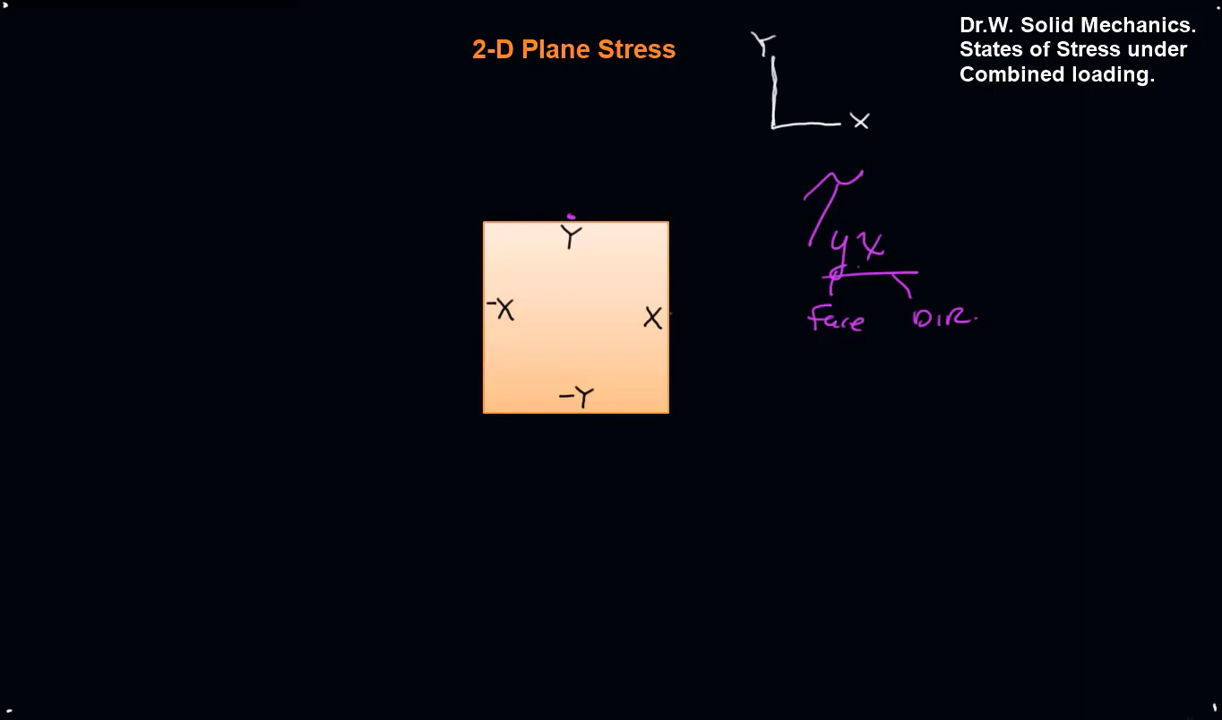 2-D Plane Stress
Dr.W. Solid Mechanics.
States of Stress under
Combined loading.
Y
X
τyx
Face DIR.
Y
-X X
-Y